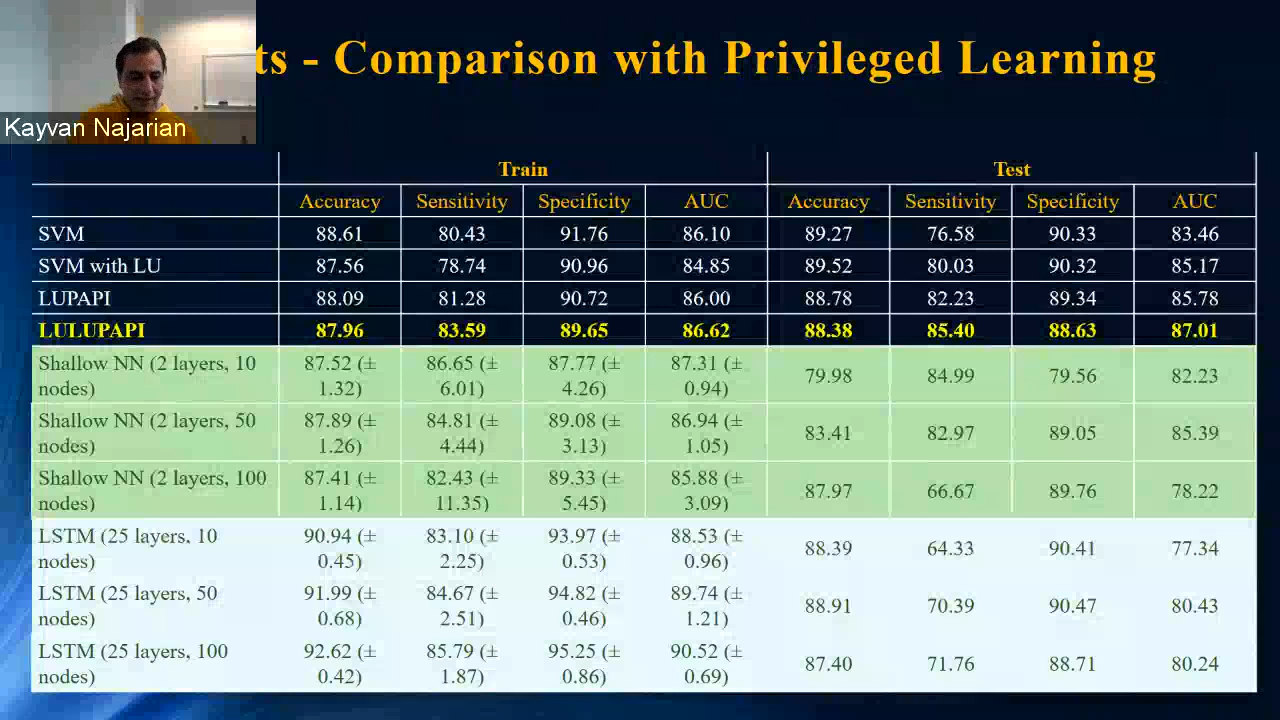 ts - Comparison with Privileged Learning
Kayvan Najarian
Train Test
Accuracy Sensitivity Specificity AUC Accuracy Sensitivity Specificity AUC
SVM 88.61 80.43 91.76 86.10 89.27 76.58 90.33 83.46
SVM with LU 87.56 78.74 90.96 84.85 89.52 80.03 90.32 85.17
LUPAPI 88.09 81.28 90.72 86.00 88.78 82.23 89.34 85.78
LULUPAPI 87.96 83.59 89.65 86.62 88.38 85.40 88.63 87.01
Shallow NN (2 layers, 10 nodes) 87.52 (± 1.32) 86.65 (± 6.01) 87.77 (± 4.26) 87.31 (± 0.94) 79.98 84.99 79.56 82.23
Shallow NN (2 layers, 50 nodes) 87.89 (± 1.26) 84.81 (± 4.44) 89.08 (± 3.13) 86.94 (± 1.05) 83.41 82.97 89.05 85.39
Shallow NN (2 layers, 100 nodes) 87.41 (± 1.14) 82.43 (± 11.35) 89.33 (± 5.45) 85.88 (± 3.09) 87.97 66.67 89.76 78.22
LSTM (25 layers, 10 nodes) 90.94 (± 0.45) 83.10 (± 2.25) 93.97 (± 0.53) 88.53 (± 0.96) 88.39 64.33 90.41 77.34
LSTM (25 layers, 50 nodes) 91.99 (± 0.68) 84.67 (± 2.51) 94.82 (± 0.46) 89.74 (± 1.21) 88.91 70.39 90.47 80.43
LSTM (25 layers, 100 nodes) 92.62 (± 0.42) 85.79 (± 1.87) 95.25 (± 0.86) 90.52 (± 0.69) 87.40 71.76 88.71 80.24